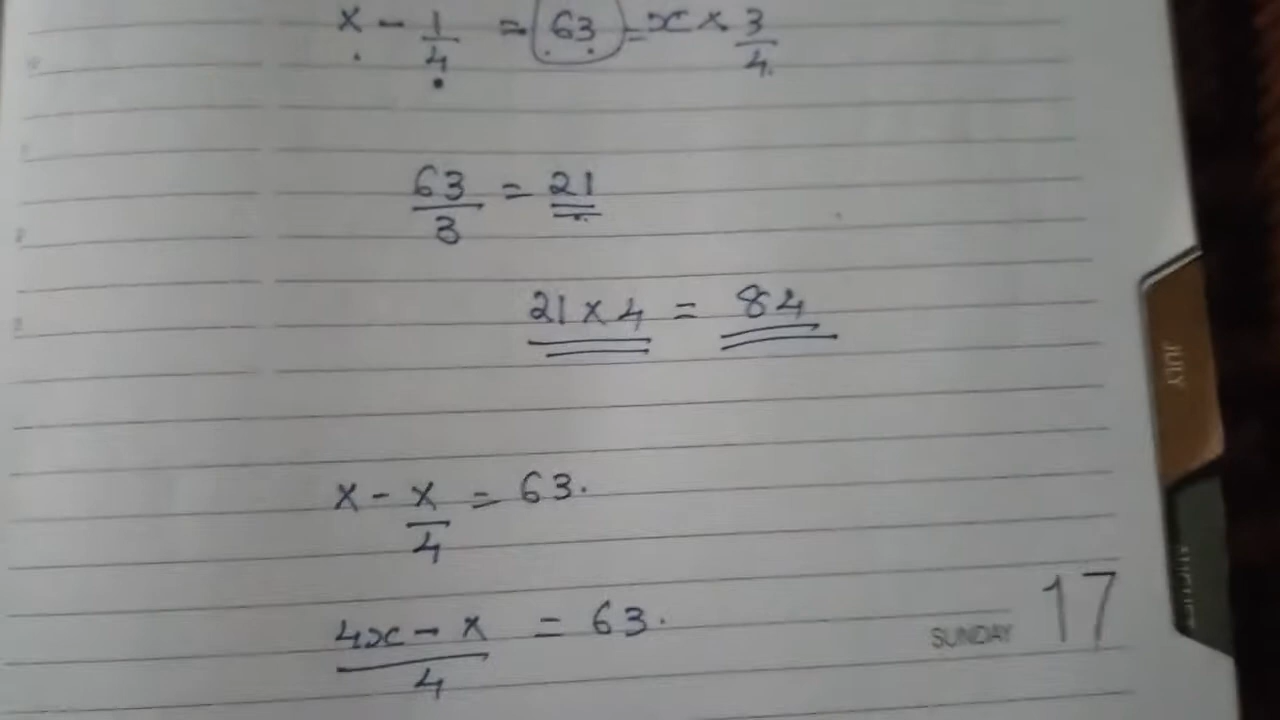 x - 1/4 = 63 = x × 3/4
63/3 = 21
21 × 4 = 84
x - x/4 = 63.
(4x - x)/4 = 63.
SUNDAY 17
JULY
AUGUST